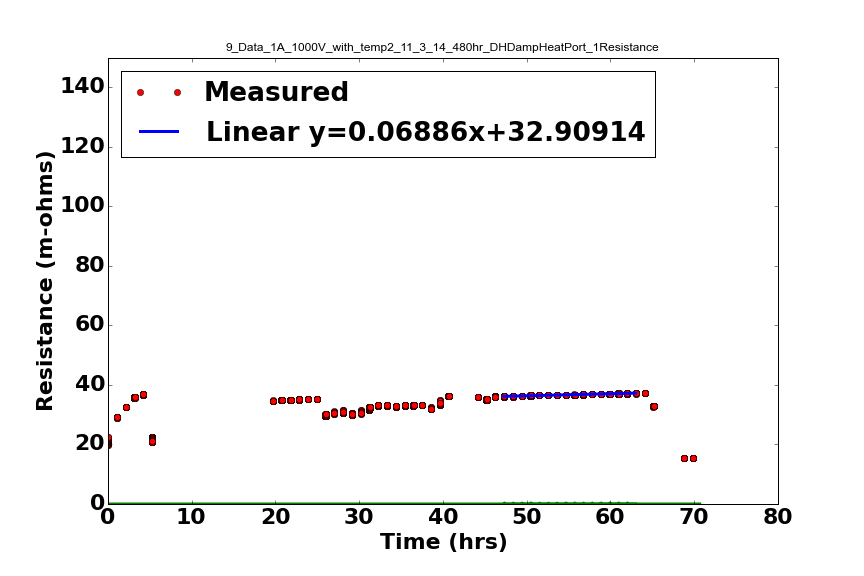 9_Data_1A_1000V_with_temp2_11_3_14_480hr_DHDampHeatPort_1Resistance
Measured
Linear y=0.06886x+32.90914
140
120
100
80
60
40
20
0
Resistance (m-ohms)
0 10 20 30 40 50 60 70 80
Time (hrs)